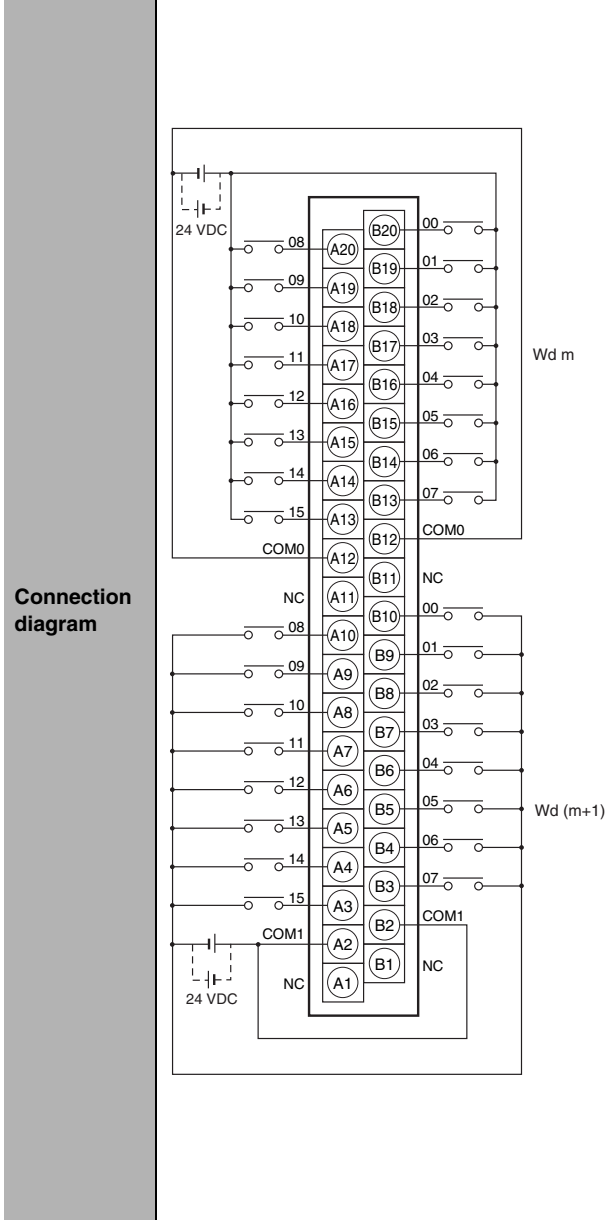 Connection
diagram
24 VDC
B20 00
08 A20
B19 01
09 A19
B18 02
10 A18
B17 03
11 A17
Wd m
B16 04
12 A16
B15 05
13 A15
B14 06
14 A14
B13 07
15 A13
B12 COM0
COM0 A12
B11 NC
NC A11
B10 00
08 A10
B9 01
09 A9
B8 02
10 A8
B7 03
11 A7
B6 04
12 A6
B5 05
Wd (m+1)
13 A5
B4 06
14 A4
B3 07
15 A3
B2 COM1
COM1 A2
B1 NC
NC A1
24 VDC